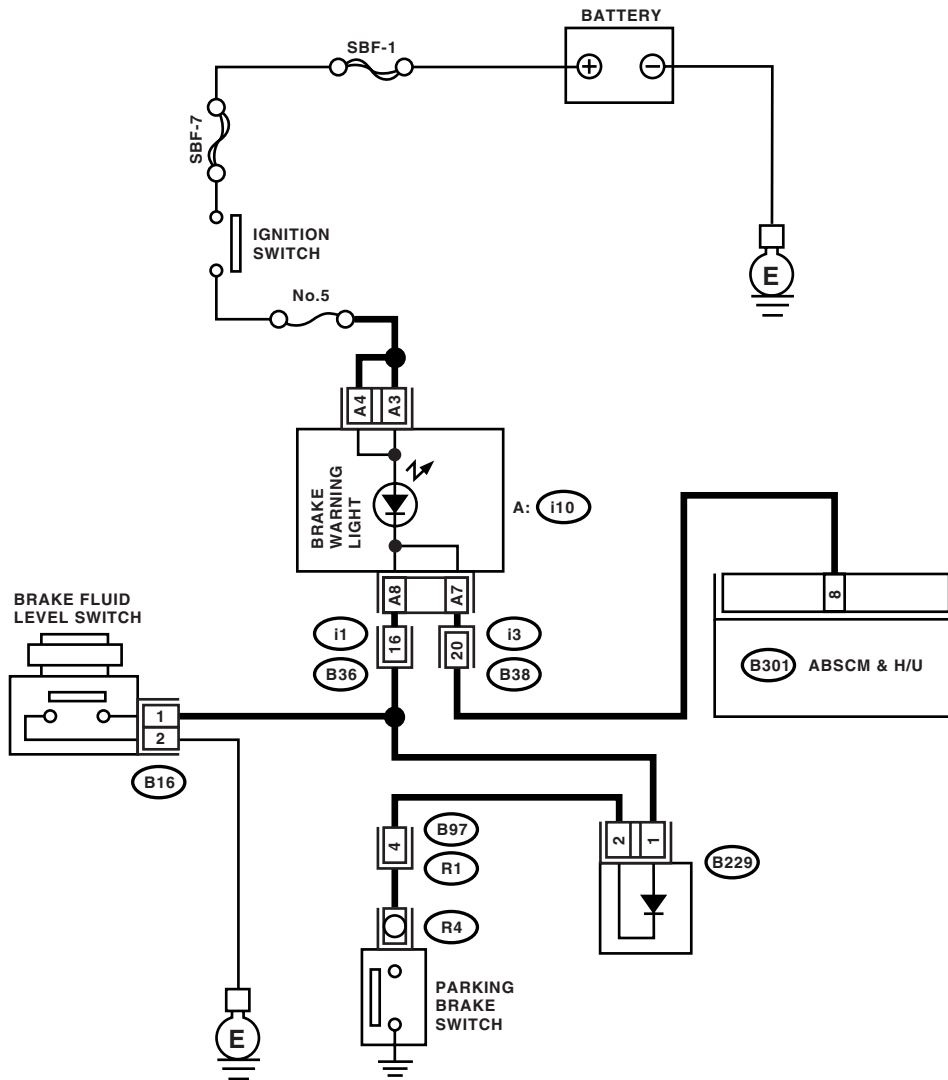 BATTERY
SBF-1
SBF-7
IGNITION
SWITCH
E
No.5
A4
A3
BRAKE
WARNING
LIGHT
A: i10
8
BRAKE FLUID
LEVEL SWITCH
A8
A7
i1
16
20
i3
B36
B38
B301 ABSCM & H/U
1
2
B16
4
B97
R1
2
1
B229
R4
PARKING
BRAKE
SWITCH
E